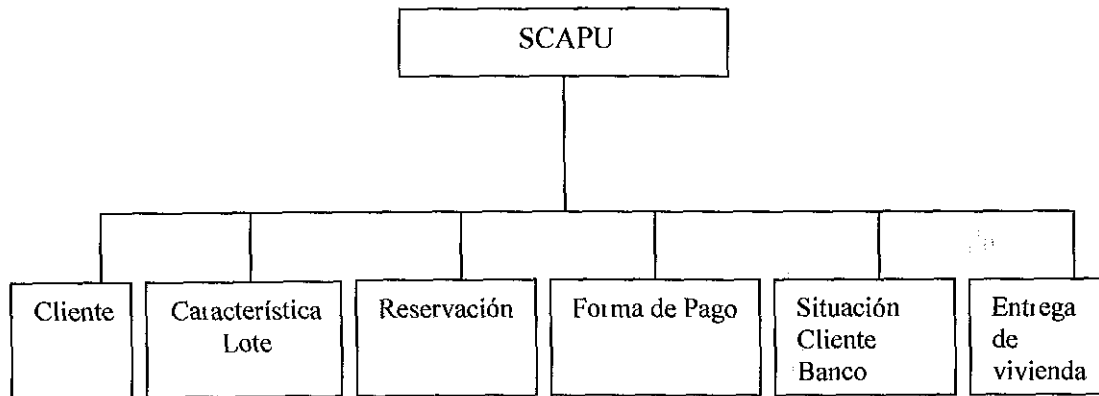 SCAPU
Cliente
Característica
Lote
Reservación
Forma de Pago
Situación
Cliente
Banco
Entrega
de
vivienda